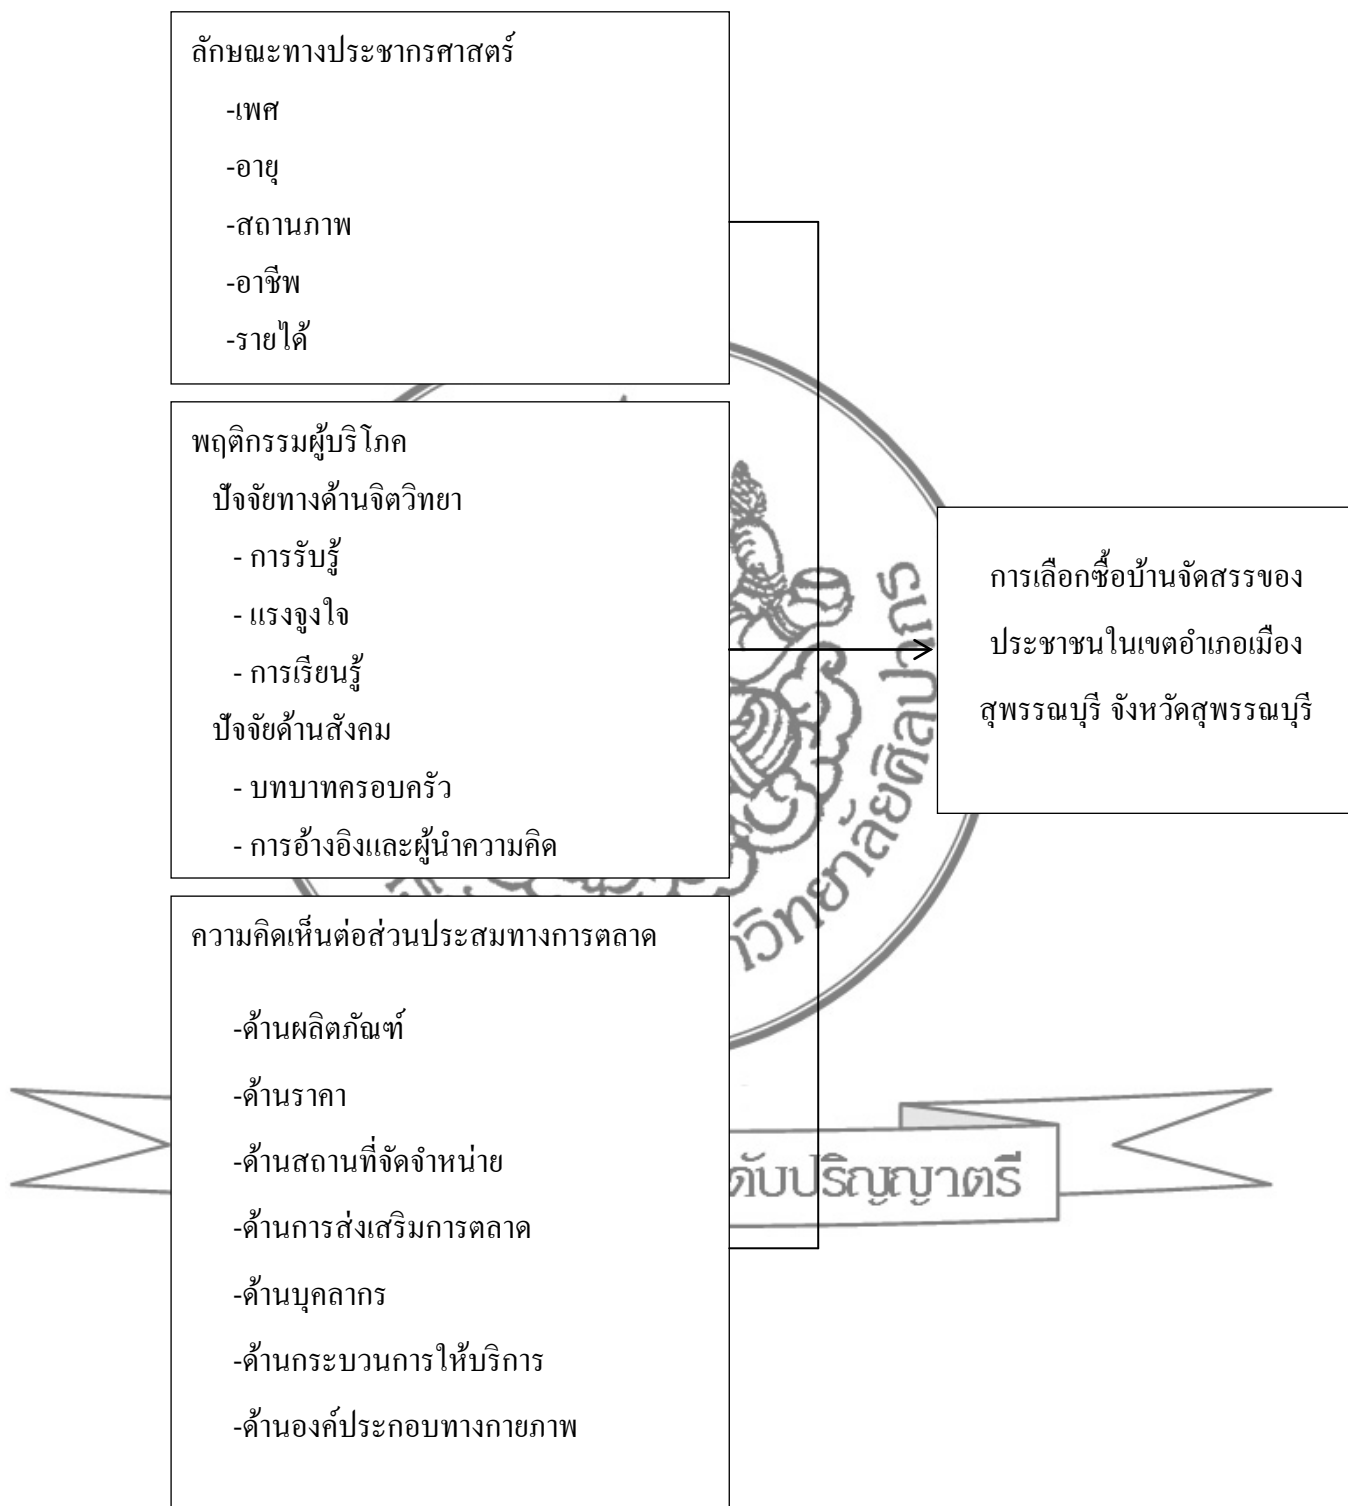 ลักษณะทางประชากรศาสตร์
-เพศ
-อายุ
-สถานภาพ
-อาชีพ
-รายได้
พฤติกรรมผู้บริโภค
ปัจจัยทางด้านจิตวิทยา
- การรับรู้
- แรงจูงใจ
- การเรียนรู้
ปัจจัยด้านสังคม
- บทบาทครอบครัว
- การอ้างอิงและผู้นำความคิด
ความคิดเห็นต่อส่วนประสมทางการตลาด
-ด้านผลิตภัณฑ์
-ด้านราคา
-ด้านสถานที่จัดจำหน่าย
-ด้านการส่งเสริมการตลาด
-ด้านบุคลากร
-ด้านกระบวนการให้บริการ
-ด้านองค์ประกอบทางกายภาพ
การเลือกซื้อบ้านจัดสรรของ
ประชาชนในเขตอำเภอเมือง
สุพรรณบุรี จังหวัดสุพรรณบุรี
วิทยาลัยศิลปากร
ดับปริญญาตรี